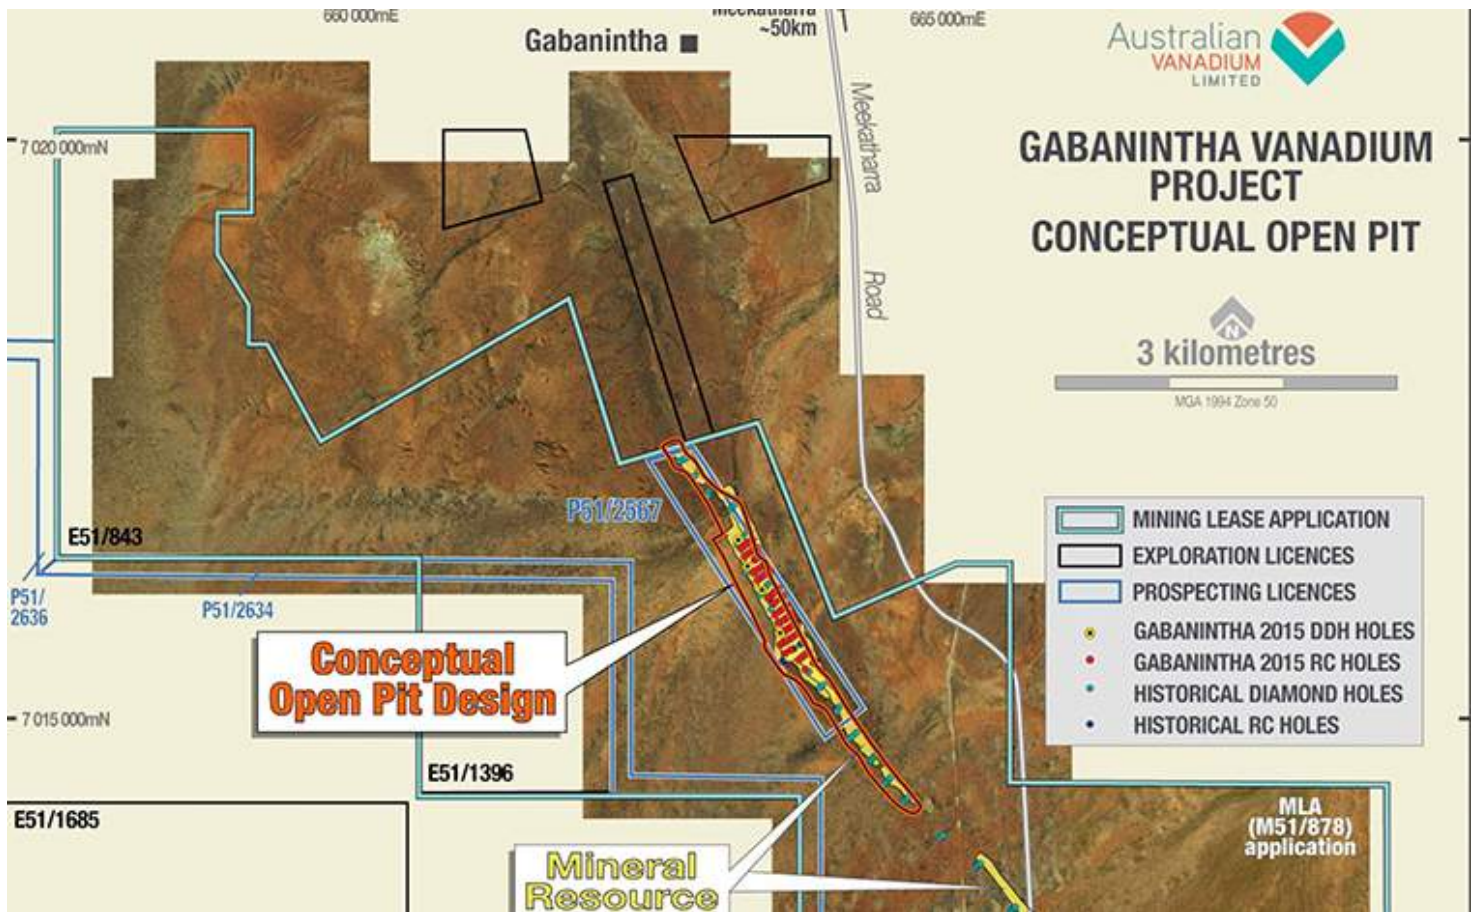 660 000mE
Meekatharra
~50km
665 000mE
Gabanintha
Australian
VANADIUM
LIMITED
7 020 000mN
Meekatharra Road
GABANINTHA VANADIUM
PROJECT
CONCEPTUAL OPEN PIT
N
3 kilometres
MGA 1994 Zone 50
P51/2567
E51/843
P51/
2636
P51/2634
MINING LEASE APPLICATION
EXPLORATION LICENCES
PROSPECTING LICENCES
GABANINTHA 2015 DDH HOLES
GABANINTHA 2015 RC HOLES
HISTORICAL DIAMOND HOLES
HISTORICAL RC HOLES
Conceptual
Open Pit Design
7 015 000mN
E51/1396
E51/1685
MLA
(M51/878)
application
Mineral
Resource